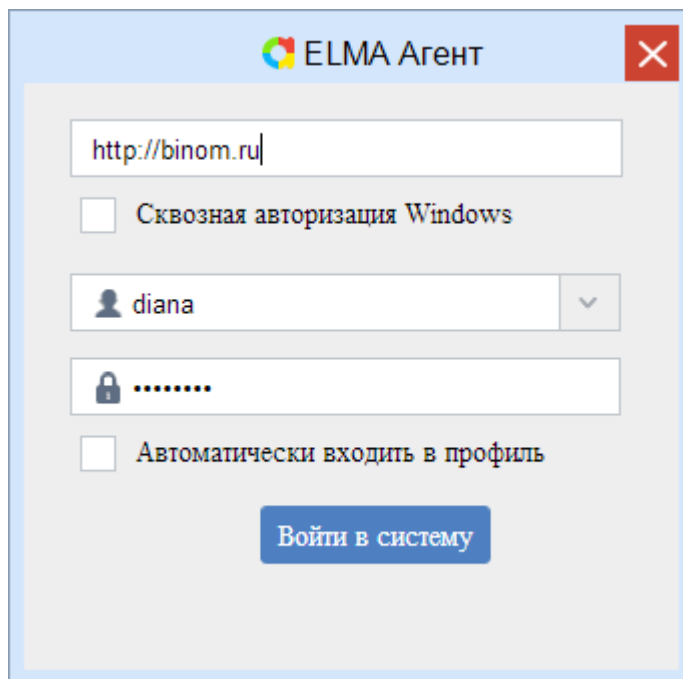 ELMA Агент
http://binom.ru
Сквозная авторизация Windows
diana
••••••••
Автоматически входить в профиль
Войти в систему